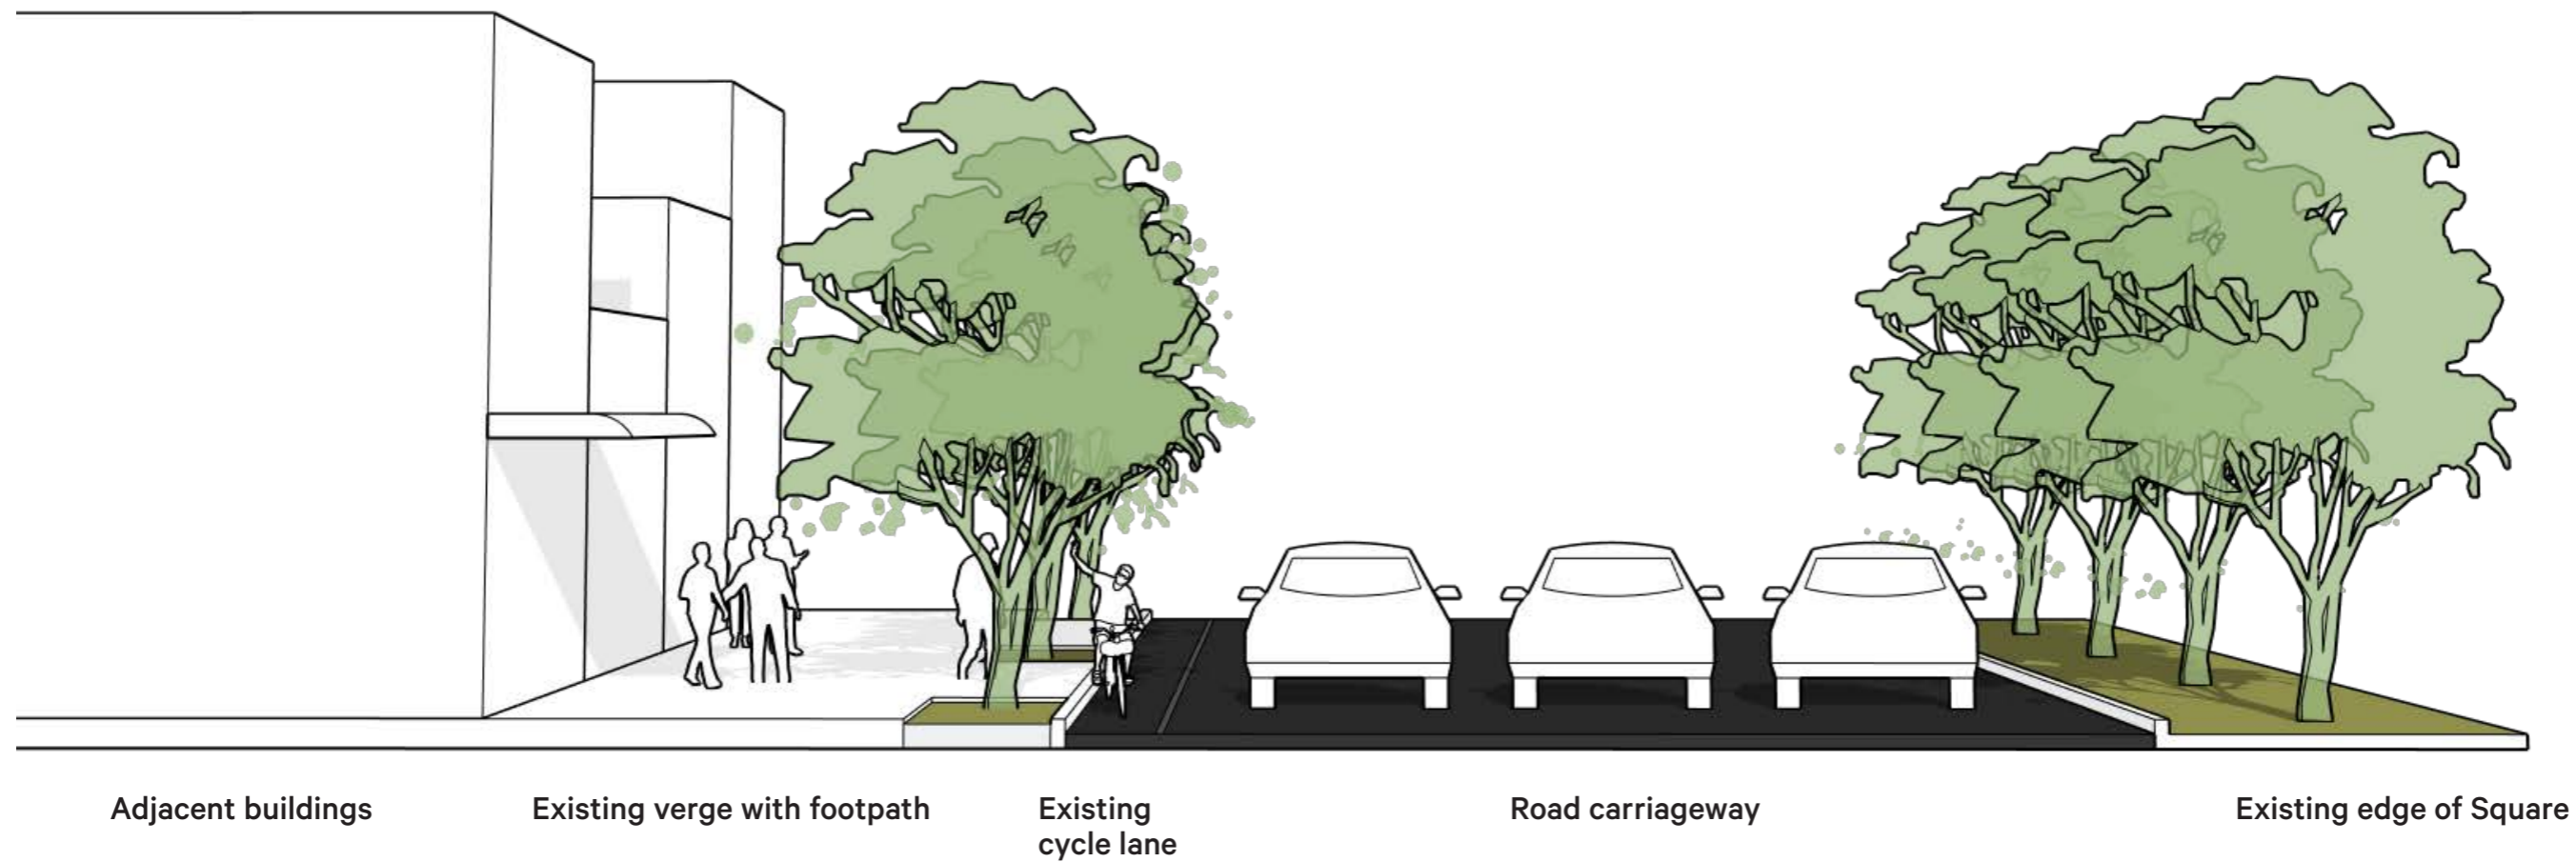 Adjacent buildings
Existing verge with footpath
Existing
cycle lane
Road carriageway
Existing edge of Square